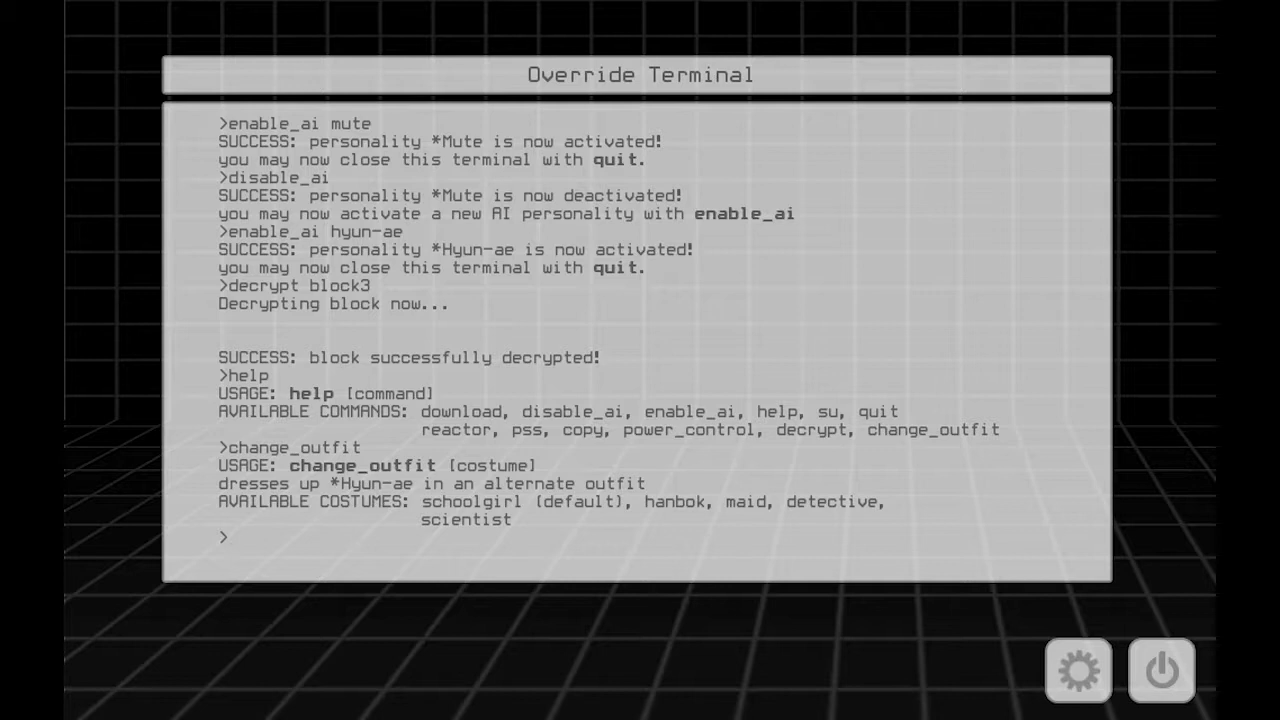 Override Terminal
>enable_ai mute
SUCCESS: personality *Mute is now activated!
you may now close this terminal with quit.
>disable_ai
SUCCESS: personality *Mute is now deactivated!
you may now activate a new AI personality with enable_ai
>enable_ai hyun-ae
SUCCESS: personality *Hyun-ae is now activated!
you may now close this terminal with quit.
>decrypt block3
Decrypting block now...
SUCCESS: block successfully decrypted!
>help
USAGE: help [command]
AVAILABLE COMMANDS: download, disable_ai, enable_ai, help, su, quit
reactor, pss, copy, power_control, decrypt, change_outfit
>change_outfit
USAGE: change_outfit [costume]
dresses up *Hyun-ae in an alternate outfit
AVAILABLE COSTUMES: schoolgirl (default), hanbok, maid, detective,
scientist
>